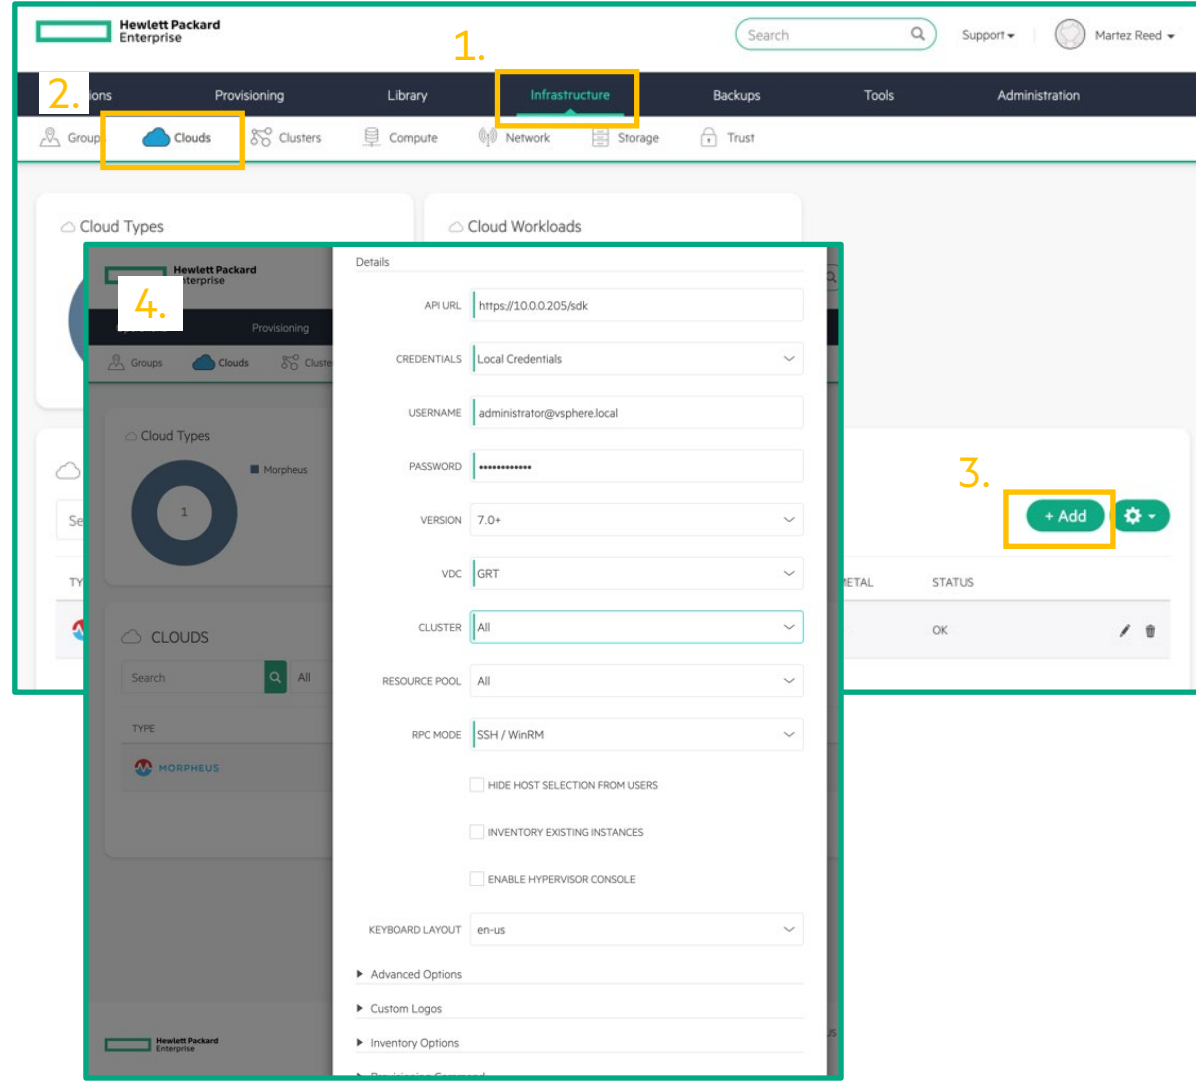 Hewlett Packard
Enterprise
1.
Search
Support
Martez Reed
2.
ions
Provisioning
Library
Infrastructure
Backups
Tools
Administration
Group
Clouds
Clusters
Compute
Network
Storage
Trust
Cloud Types
Cloud Workloads
Hewlett Packard
terprise
4.
Provisioning
Groups
Clouds
Cluste
Cloud Types
Morpheus
1
CLOUDS
Search
All
TYPE
MORPHEUS
Hewlett Packard
Enterprise
Details
API URL
https://10.0.0.205/sdk
CREDENTIALS
Local Credentials
USERNAME
administrator@vsphere.local
PASSWORD
••••••••••••
VERSION
7.0+
VDC
GRT
CLUSTER
All
RESOURCE POOL
All
RPC MODE
SSH / WinRM
HIDE HOST SELECTION FROM USERS
INVENTORY EXISTING INSTANCES
ENABLE HYPERVISOR CONSOLE
KEYBOARD LAYOUT
en-us
Advanced Options
Custom Logos
Inventory Options
Se
TY
3.
+ Add
METAL
STATUS
OK